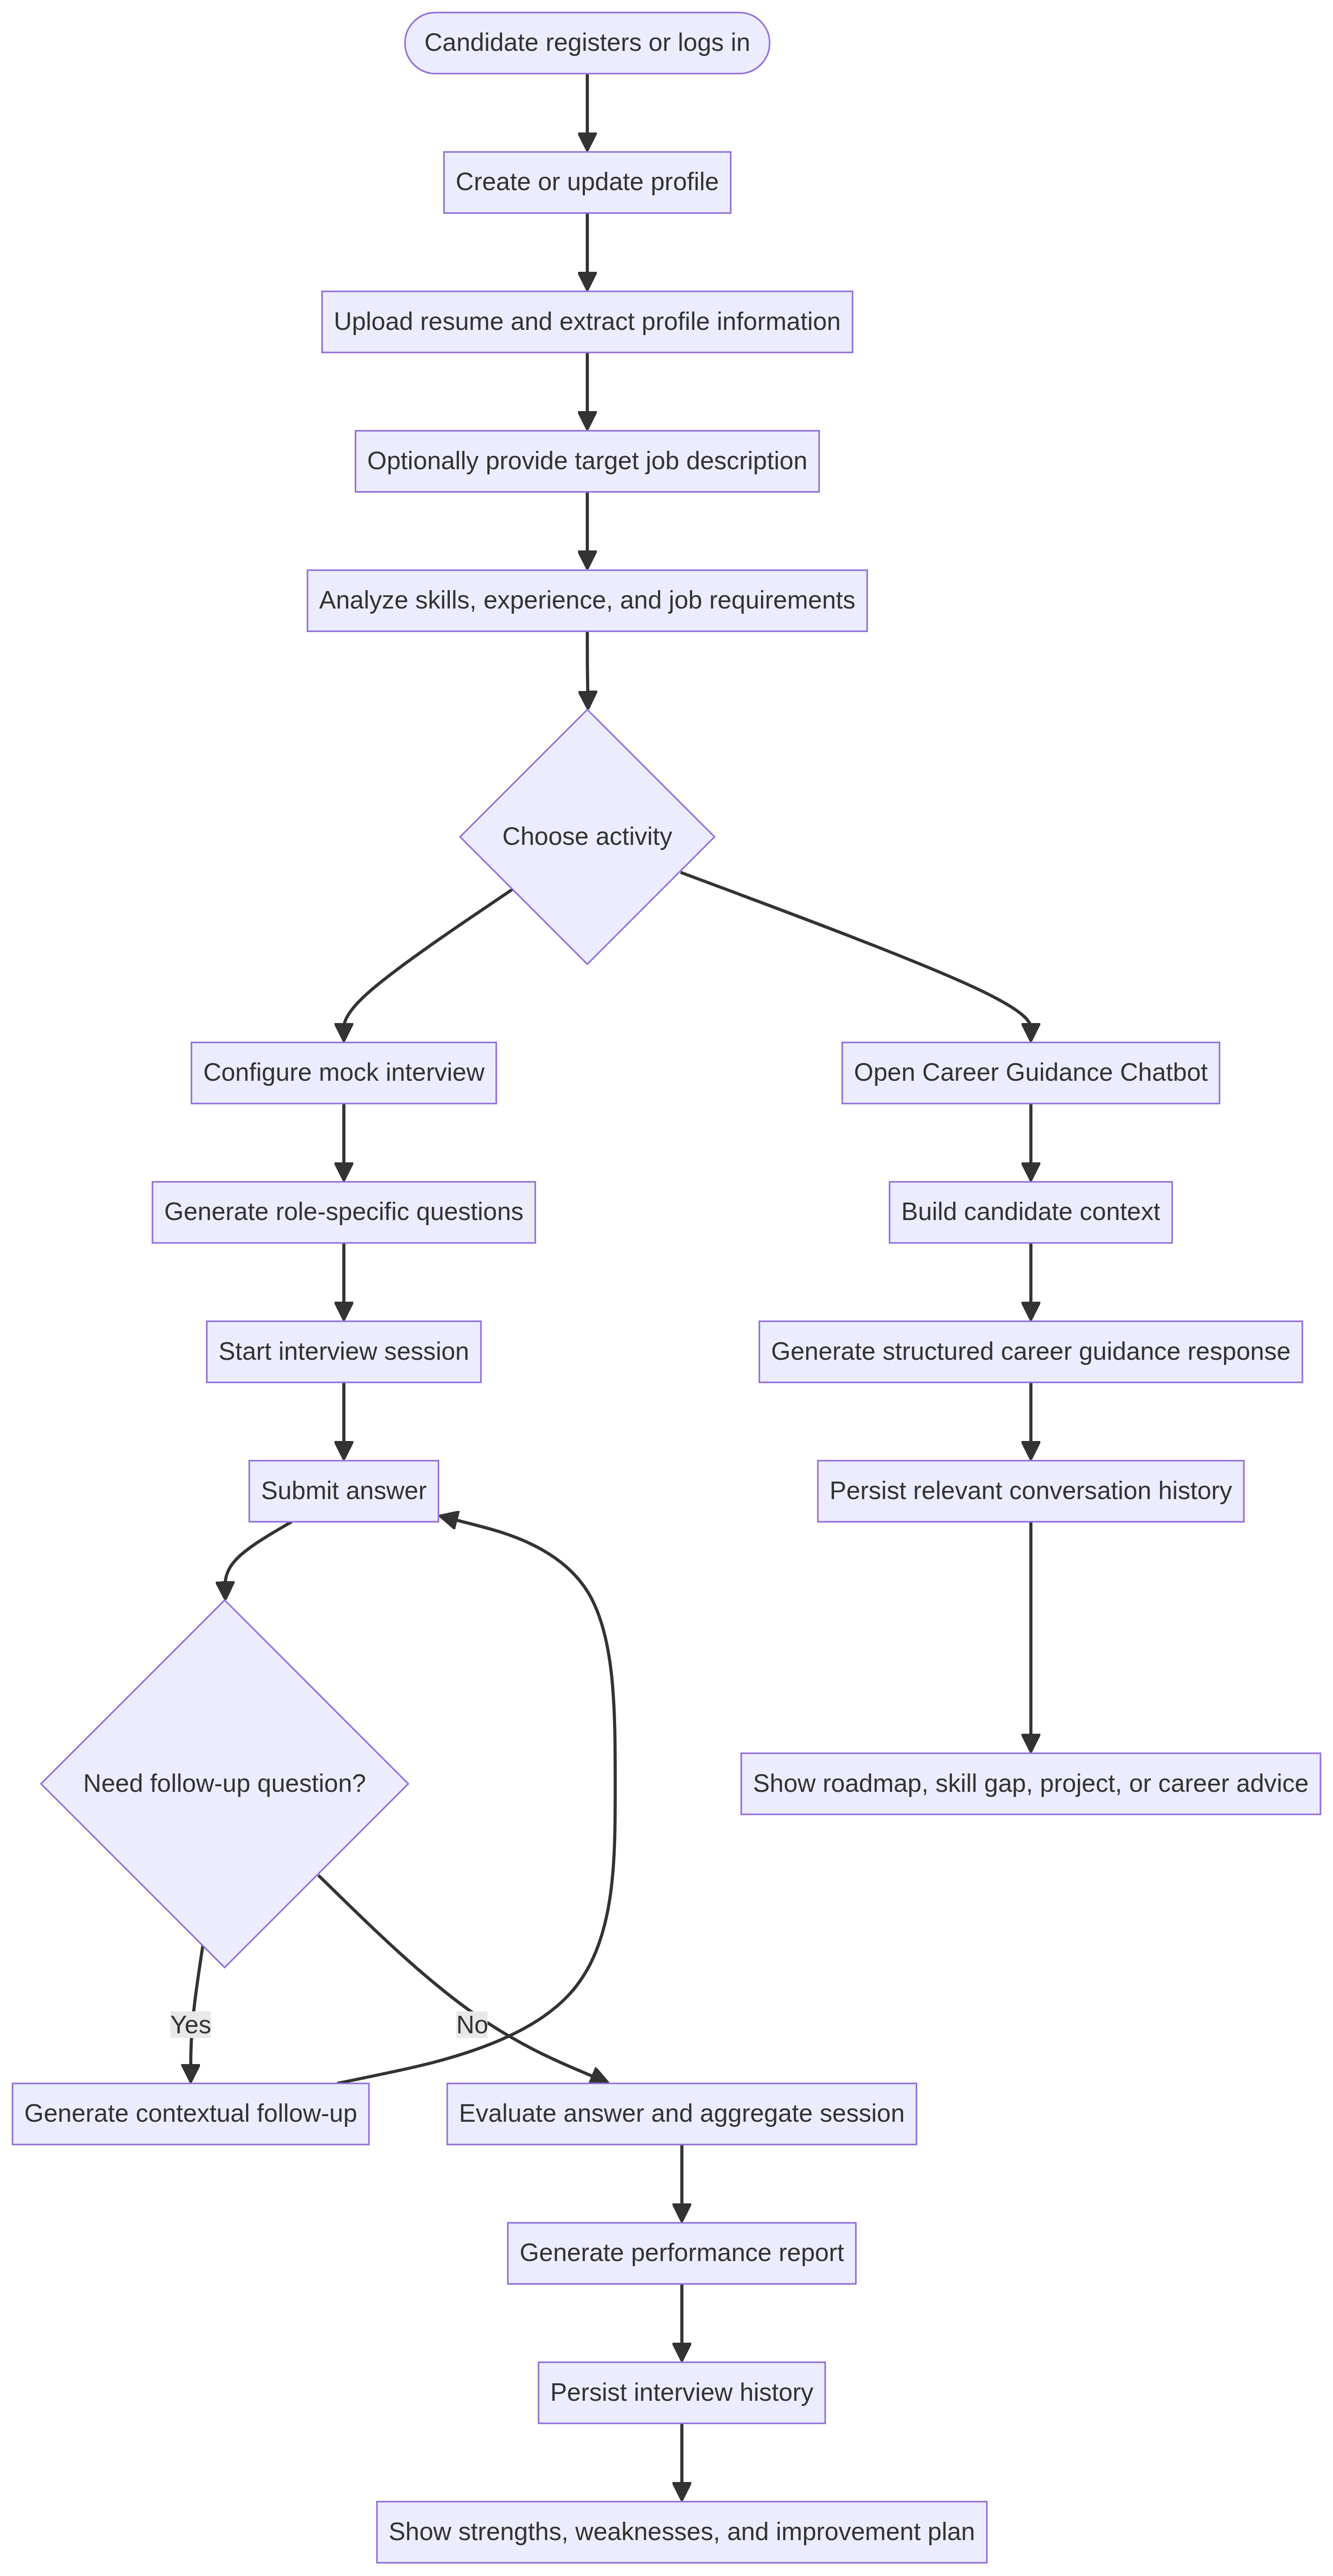 Candidate registers or logs in
Create or update profile
Upload resume and extract profile information
Optionally provide target job description
Analyze skills, experience, and job requirements
Choose activity
Configure mock interview
Open Career Guidance Chatbot
Generate role-specific questions
Build candidate context
Start interview session
Generate structured career guidance response
Submit answer
Persist relevant conversation history
Need follow-up question?
Show roadmap, skill gap, project, or career advice
Yes
No
Generate contextual follow-up
Evaluate answer and aggregate session
Generate performance report
Persist interview history
Show strengths, weaknesses, and improvement plan